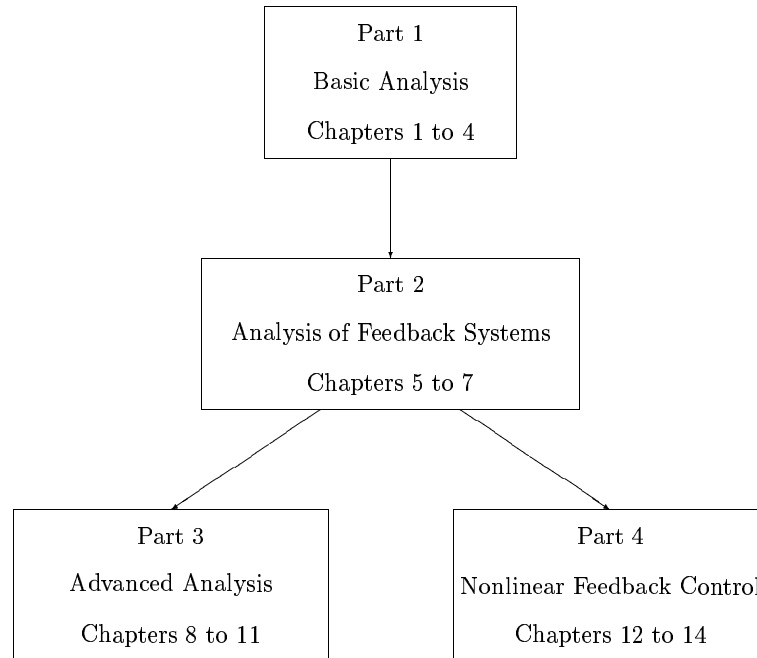 Part 1
Basic Analysis
Chapters 1 to 4
Part 2
Analysis of Feedback Systems
Chapters 5 to 7
Part 3
Advanced Analysis
Chapters 8 to 11
Part 4
Nonlinear Feedback Control
Chapters 12 to 14